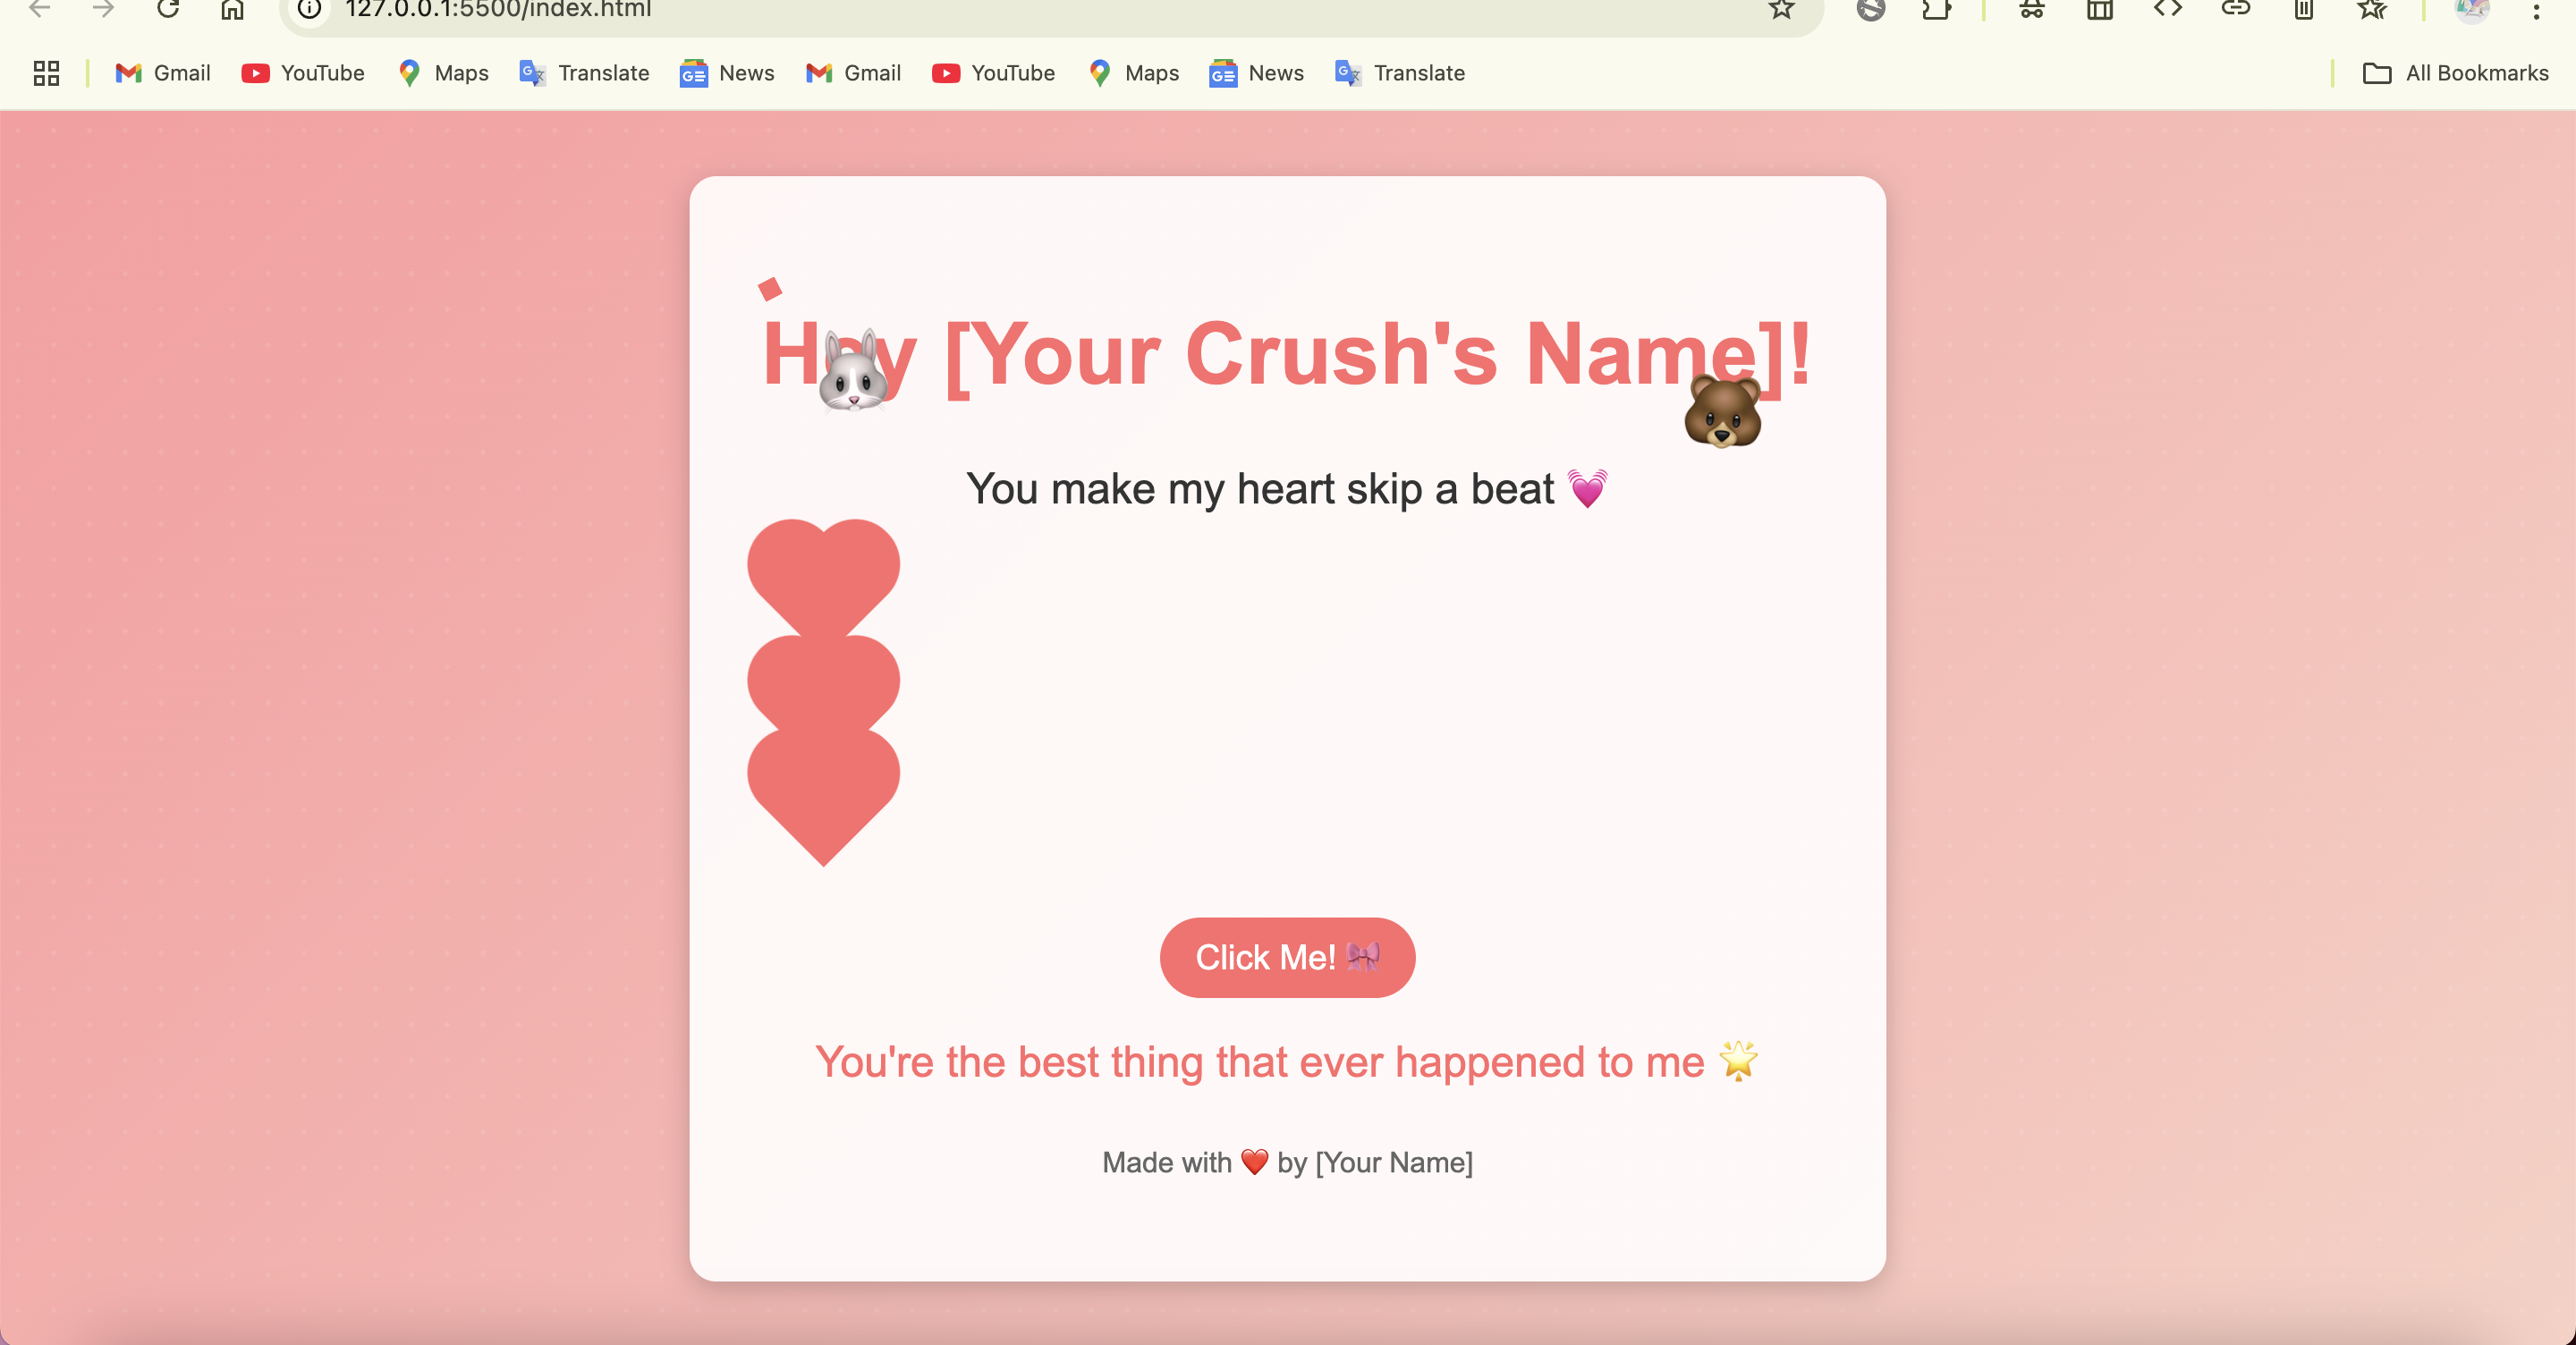 127.0.0.1:5500/index.html
Gmail YouTube Maps Translate News Gmail YouTube Maps News Translate All Bookmarks
Hey [Your Crush's Name]!
You make my heart skip a beat 💓
Click Me! 🎀
You're the best thing that ever happened to me 🌟
Made with ❤️ by [Your Name]